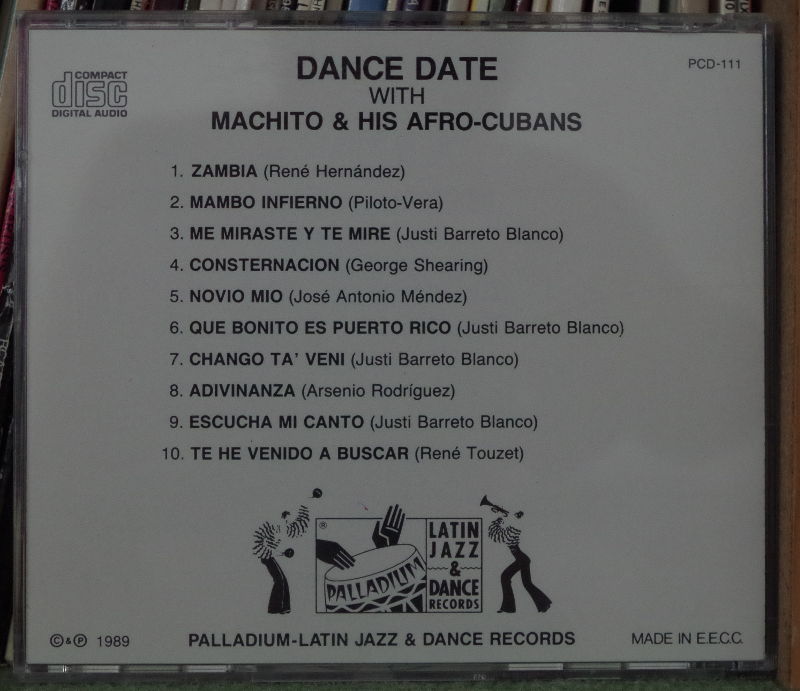 COMPACT
disc
DIGITAL AUDIO
DANCE DATE
WITH
MACHITO & HIS AFRO-CUBANS
PCD-111
1. ZAMBIA (René Hernández)
2. MAMBO INFIERNO (Piloto-Vera)
3. ME MIRASTE Y TE MIRE (Justi Barreto Blanco)
4. CONSTERNACION (George Shearing)
5. NOVIO MIO (José Antonio Méndez)
6. QUE BONITO ES PUERTO RICO (Justi Barreto Blanco)
7. CHANGO TA' VENI (Justi Barreto Blanco)
8. ADIVINANZA (Arsenio Rodríguez)
9. ESCUCHA MI CANTO (Justi Barreto Blanco)
10. TE HE VENIDO A BUSCAR (René Touzet)
®
PALLADIUM
LATIN
JAZZ
&
DANCE
RECORDS
©&℗ 1989
PALLADIUM-LATIN JAZZ & DANCE RECORDS
MADE IN E.E.C.C.